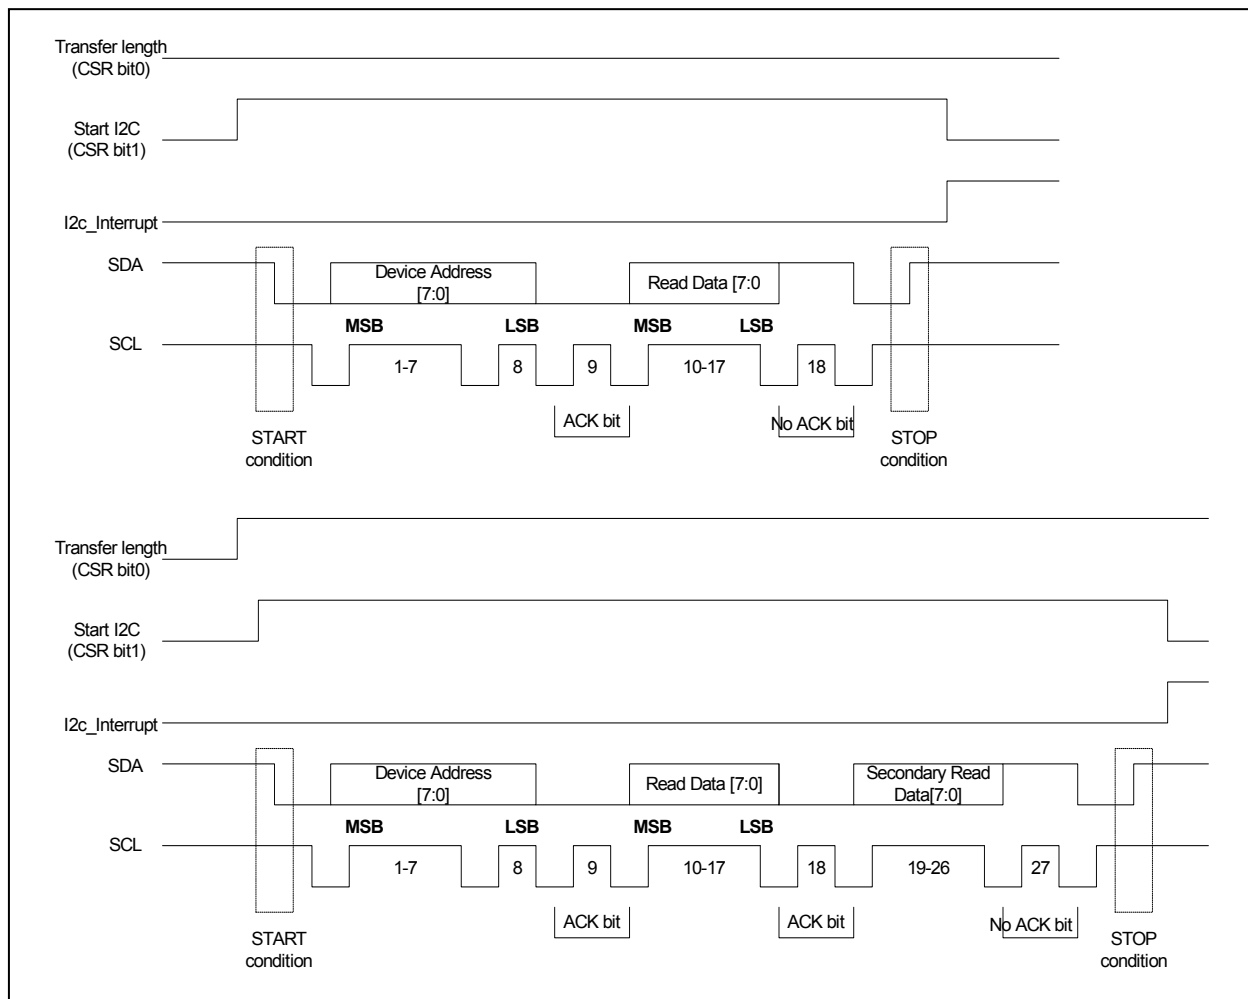 Transfer length
(CSR bit0)
Start I2C
(CSR bit1)
I2c_Interrupt
SDA
Device Address
[7:0]
Read Data [7:0
MSB
LSB
MSB
LSB
SCL
1-7
8
9
10-17
18
ACK bit
No ACK bit
START
condition
STOP
condition
Transfer length
(CSR bit0)
Start I2C
(CSR bit1)
I2c_Interrupt
SDA
Device Address
[7:0]
Read Data [7:0]
Secondary Read
Data[7:0]
MSB
LSB
MSB
LSB
SCL
1-7
8
9
10-17
18
19-26
27
ACK bit
ACK bit
No ACK bit
START
condition
STOP
condition